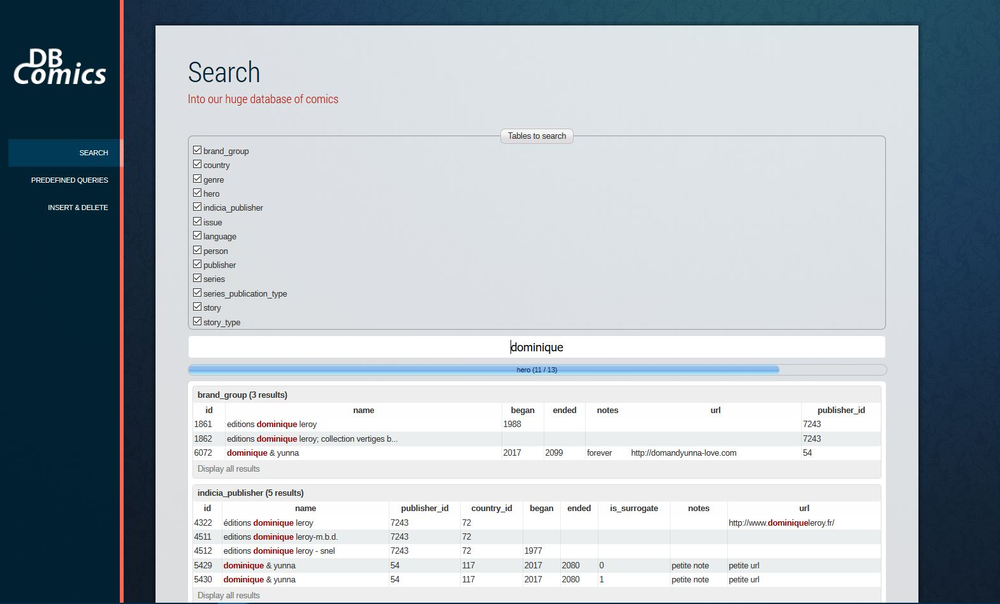 DB
Comics
SEARCH
PREDEFINED QUERIES
INSERT & DELETE
Search
Into our huge database of comics
Tables to search
brand_group
country
genre
hero
indicia_publisher
issue
language
person
publisher
series
series_publication_type
story
story_type
dominique
hero (11 / 13)
brand_group (3 results)
id name began ended notes url publisher_id
1861 editions dominique leroy 1988 7243
1862 editions dominique leroy; collection vertiges b... 7243
6072 dominique & yunna 2017 2099 forever http://domandyunna-love.com 54
Display all results
indicia_publisher (5 results)
id name publisher_id country_id began ended is_surrogate notes url
4322 éditions dominique leroy 7243 72 http://www.dominiqueleroy.fr/
4511 editions dominique leroy-m.b.d. 7243 72
4512 editions dominique leroy - snel 7243 72 1977
5429 dominique & yunna 54 117 2017 2080 0 petite note petite url
5430 dominique & yunna 54 117 2017 2080 1 petite note petite url
Display all results